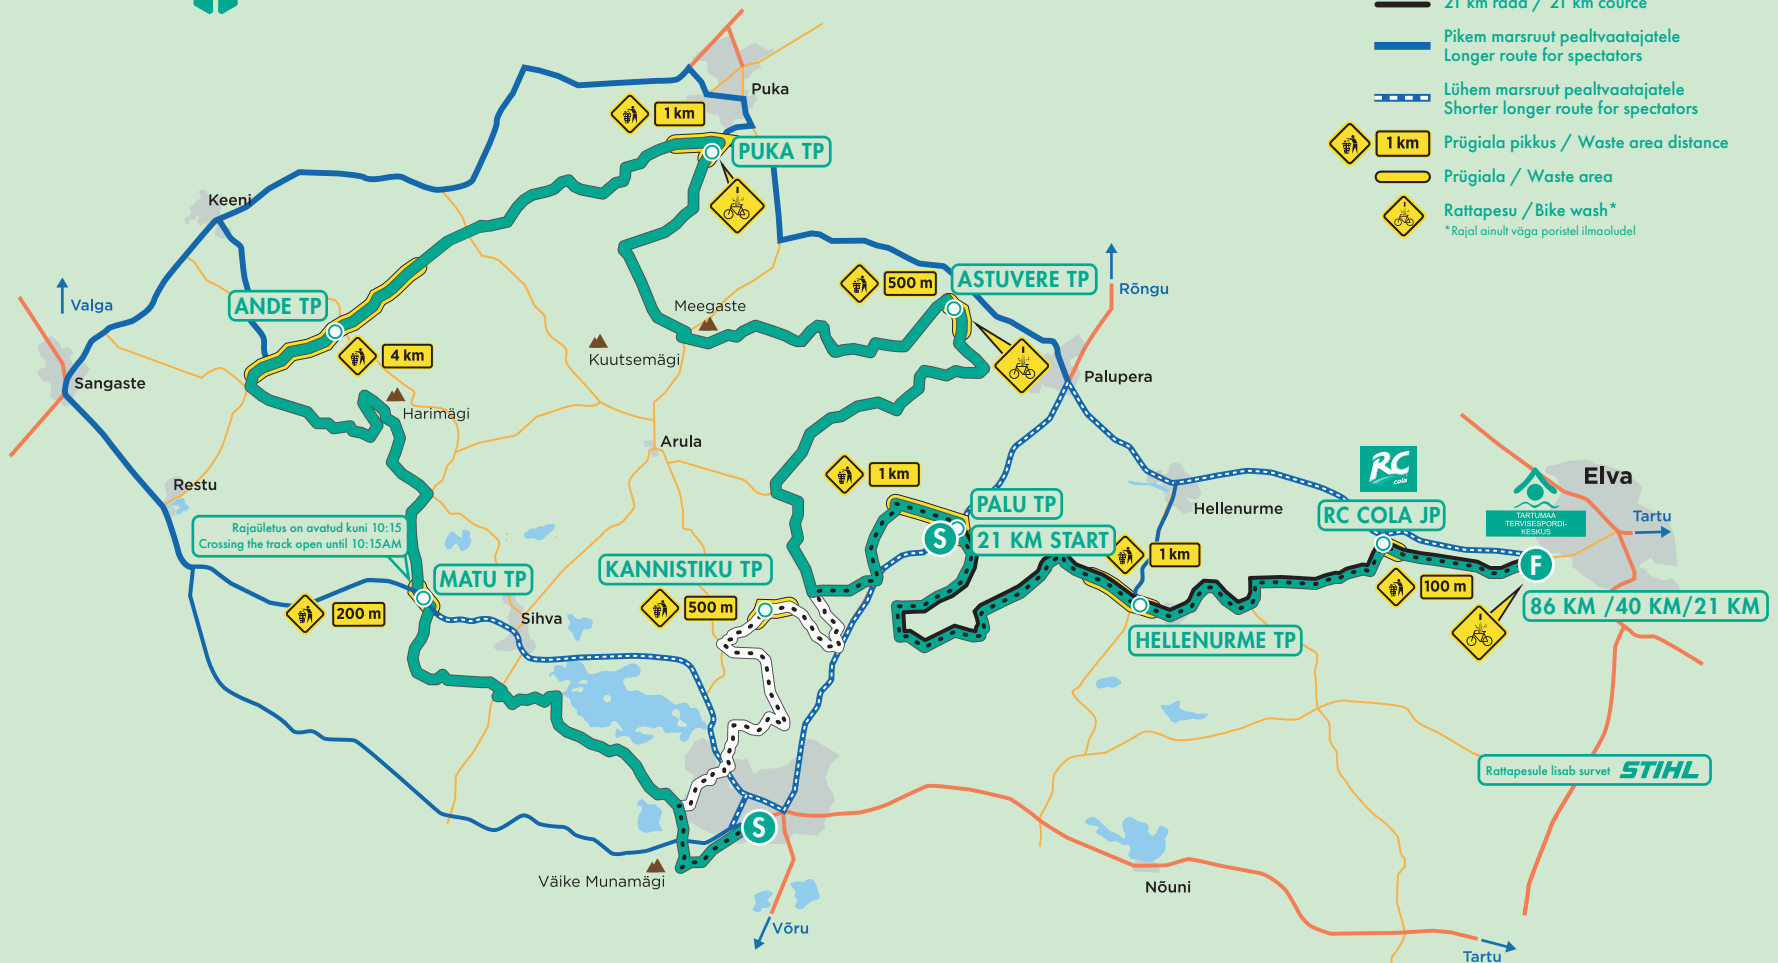 21 km rada / 21 km cource
Pikem marsruut pealtvaatajatele
Longer route for spectators
Lühem marsruut pealtvaatajatele
Shorter longer route for spectators
1 km
Prügiala pikkus / Waste area distance
Prügiala / Waste area
Rattapesu / Bike wash*
*Rajal ainult väga poristel ilmaoludel
Puka
1 km
PUKA TP
Keeni
Valga
ANDE TP
4 km
Sangaste
Harimägi
Meegaste
Kuutsemägi
500 m
ASTUVERE TP
Rõngu
Palupera
Arula
Restu
Rajaületus on avatud kuni 10:15
Crossing the track open until 10:15AM
MATU TP
200 m
Sihva
KANNISTIKU TP
500 m
1 km
PALU TP
S
21 KM START
1 km
Hellenurme
HELLENURME TP
RC
cola
RC COLA JP
100 m
TARTUMAA
TERVISESPORDI-
KESKUS
Elva
Tartu
F
86 KM /40 KM/21 KM
Rattapesule lisab survet STIHL
S
Väike Munamägi
Võru
Nõuni
Tartu